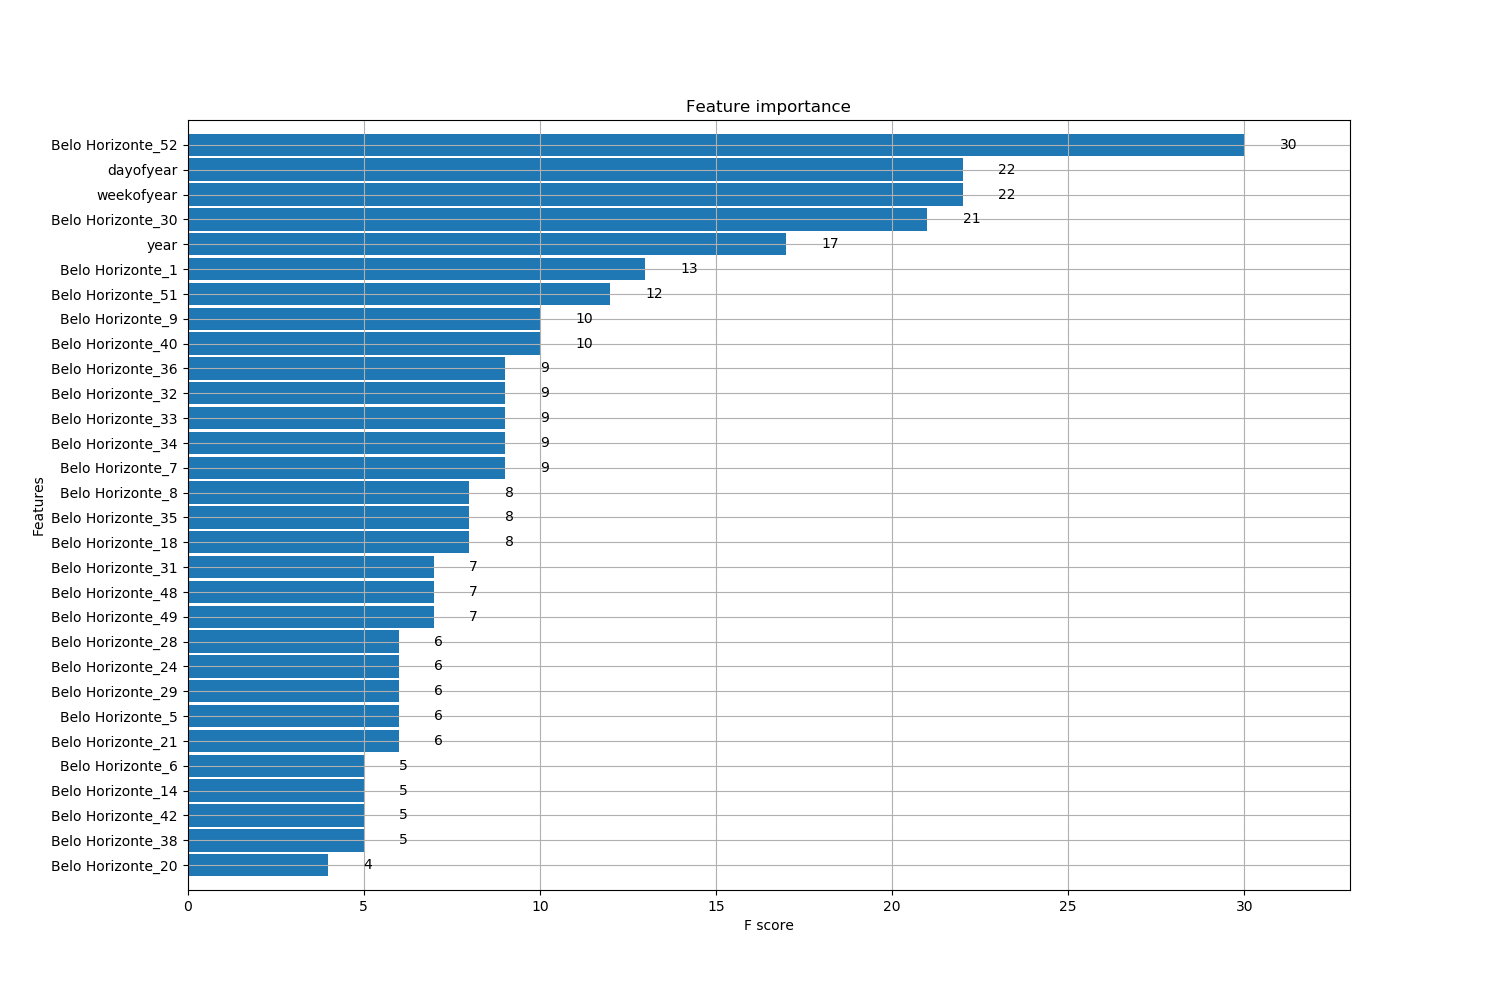 Feature importance
Belo Horizonte_52 30
dayofyear 22
weekofyear 22
Belo Horizonte_30 21
year 17
Belo Horizonte_1 13
Belo Horizonte_51 12
Belo Horizonte_9 10
Belo Horizonte_40 10
Belo Horizonte_36 9
Belo Horizonte_32 9
Belo Horizonte_33 9
Belo Horizonte_34 9
Belo Horizonte_7 9
Belo Horizonte_8 8
Belo Horizonte_35 8
Belo Horizonte_18 8
Belo Horizonte_31 7
Belo Horizonte_48 7
Belo Horizonte_49 7
Belo Horizonte_28 6
Belo Horizonte_24 6
Belo Horizonte_29 6
Belo Horizonte_5 6
Belo Horizonte_21 6
Belo Horizonte_6 5
Belo Horizonte_14 5
Belo Horizonte_42 5
Belo Horizonte_38 5
Belo Horizonte_20 4
Features
0 5 10 15 20 25 30
F score